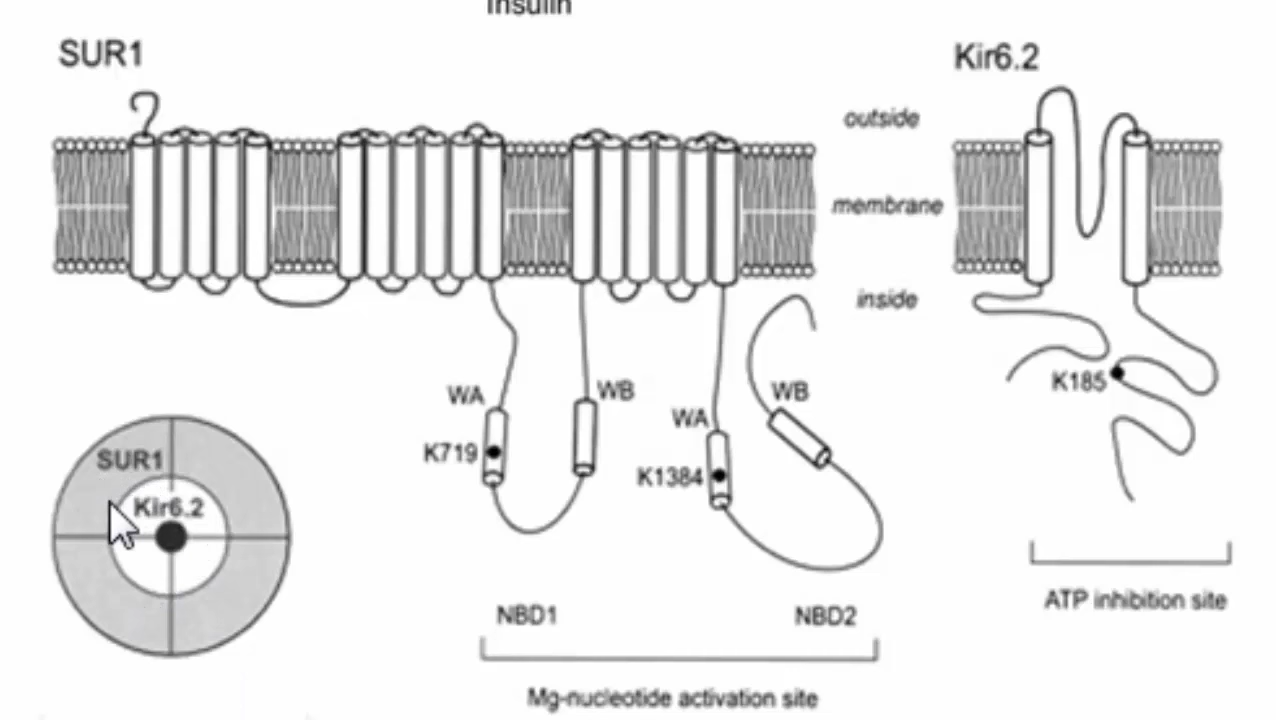 Insulin
SUR1
Kir6.2
outside
membrane
inside
WA
WB
K719
WA
WB
K1384
K185
SUR1
Kir6.2
NBD1
NBD2
ATP inhibition site
Mg-nucleotide activation site